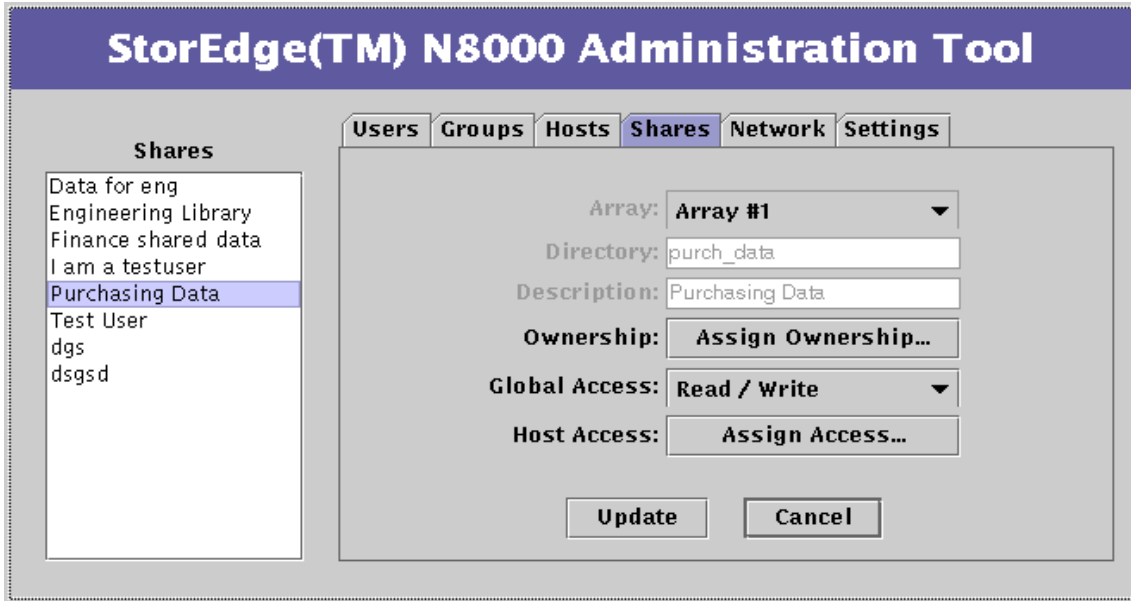 StorEdge(TM) N8000 Administration Tool
Shares
Data for eng
Engineering Library
Finance shared data
I am a testuser
Purchasing Data
Test User
dgs
dsgsd
Users Groups Hosts Shares Network Settings
Array: Array #1
Directory: purch_data
Description: Purchasing Data
Ownership: Assign Ownership...
Global Access: Read / Write
Host Access: Assign Access...
Update Cancel